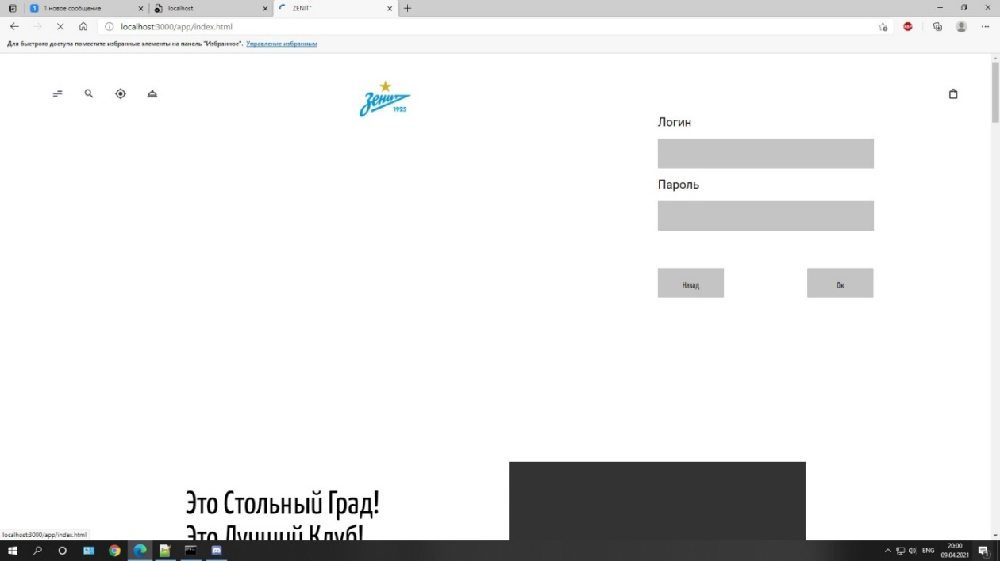 1 новое сообщение
localhost
ZENIT*
localhost:3000/app/index.html
ABP
Для быстрого доступа поместите избранные элементы на панель "Избранное". Управление избранным
Зенит
1925
Логин
Пароль
Назад
Ок
Это Стольный Град!
Это Лучший Клуб!
localhost:3000/app/index.html
ENG
20:00
09.04.2021
1